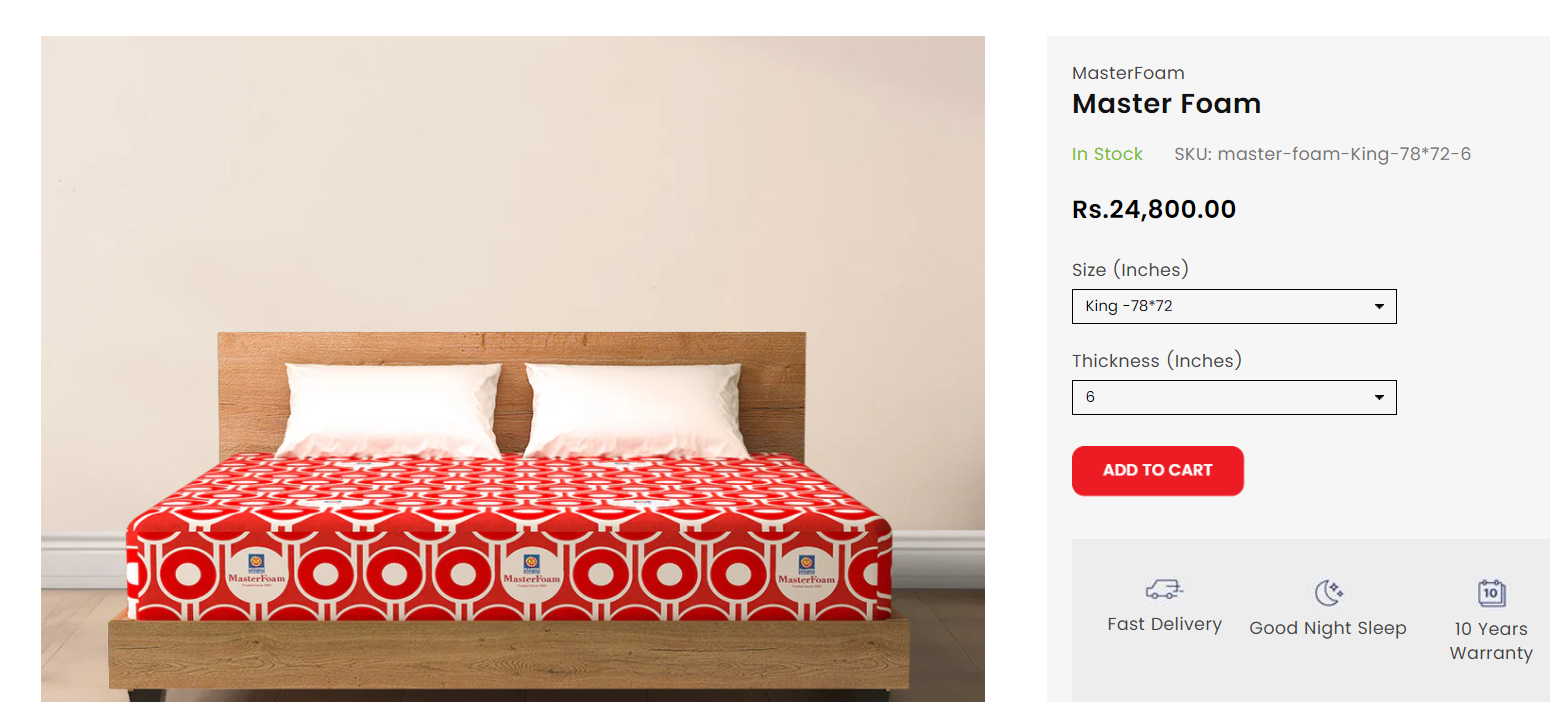 MasterFoam
Master Foam
In Stock SKU: master-foam-King-78*72-6
Rs.24,800.00
Size (Inches)
King -78*72
Thickness (Inches)
6
ADD TO CART
Fast Delivery
Good Night Sleep
10
10 Years
Warranty
MasterFoam
MasterFoam
MasterFoam